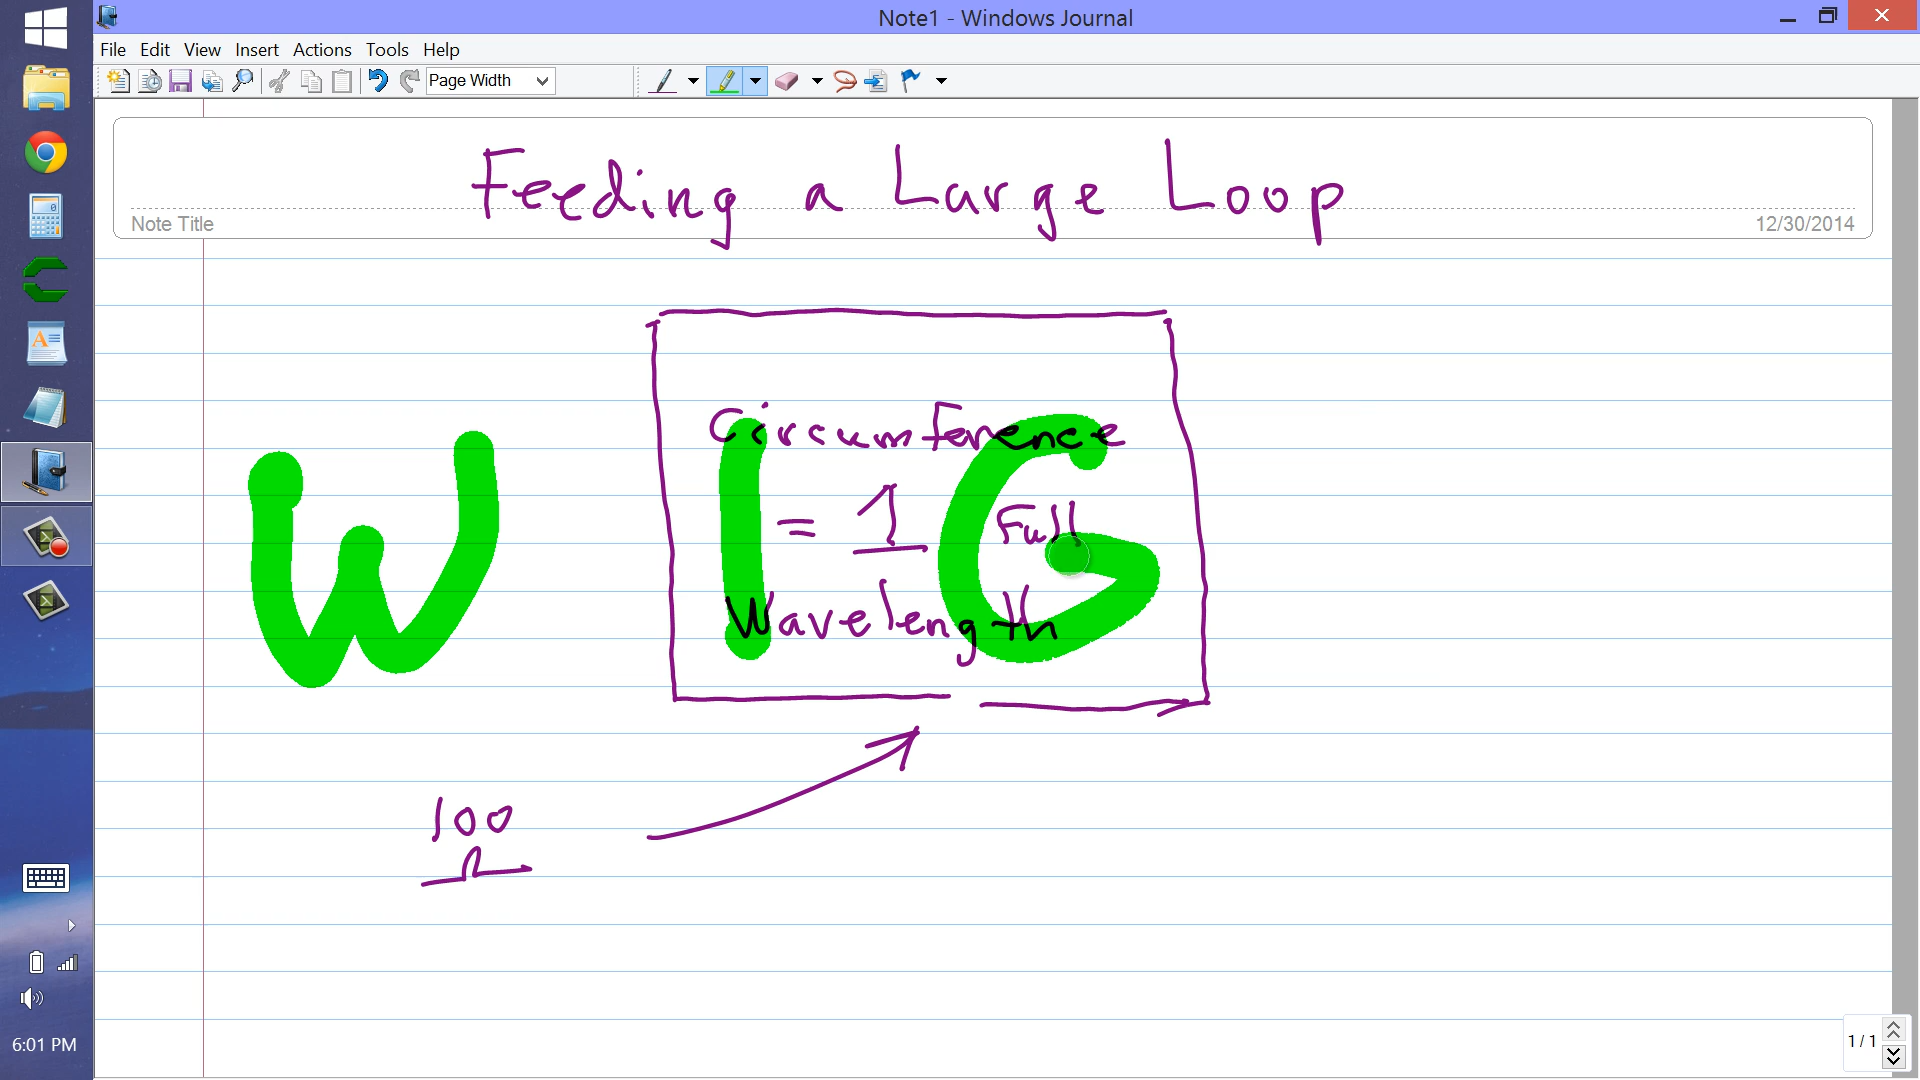 Note1 - Windows Journal
File Edit View Insert Actions Tools Help
Page Width
Feeding a Large Loop
Note Title
12/30/2014
Circumference
= 1 Full
Wavelength
W I G
100
Ω
6:01 PM
1 / 1